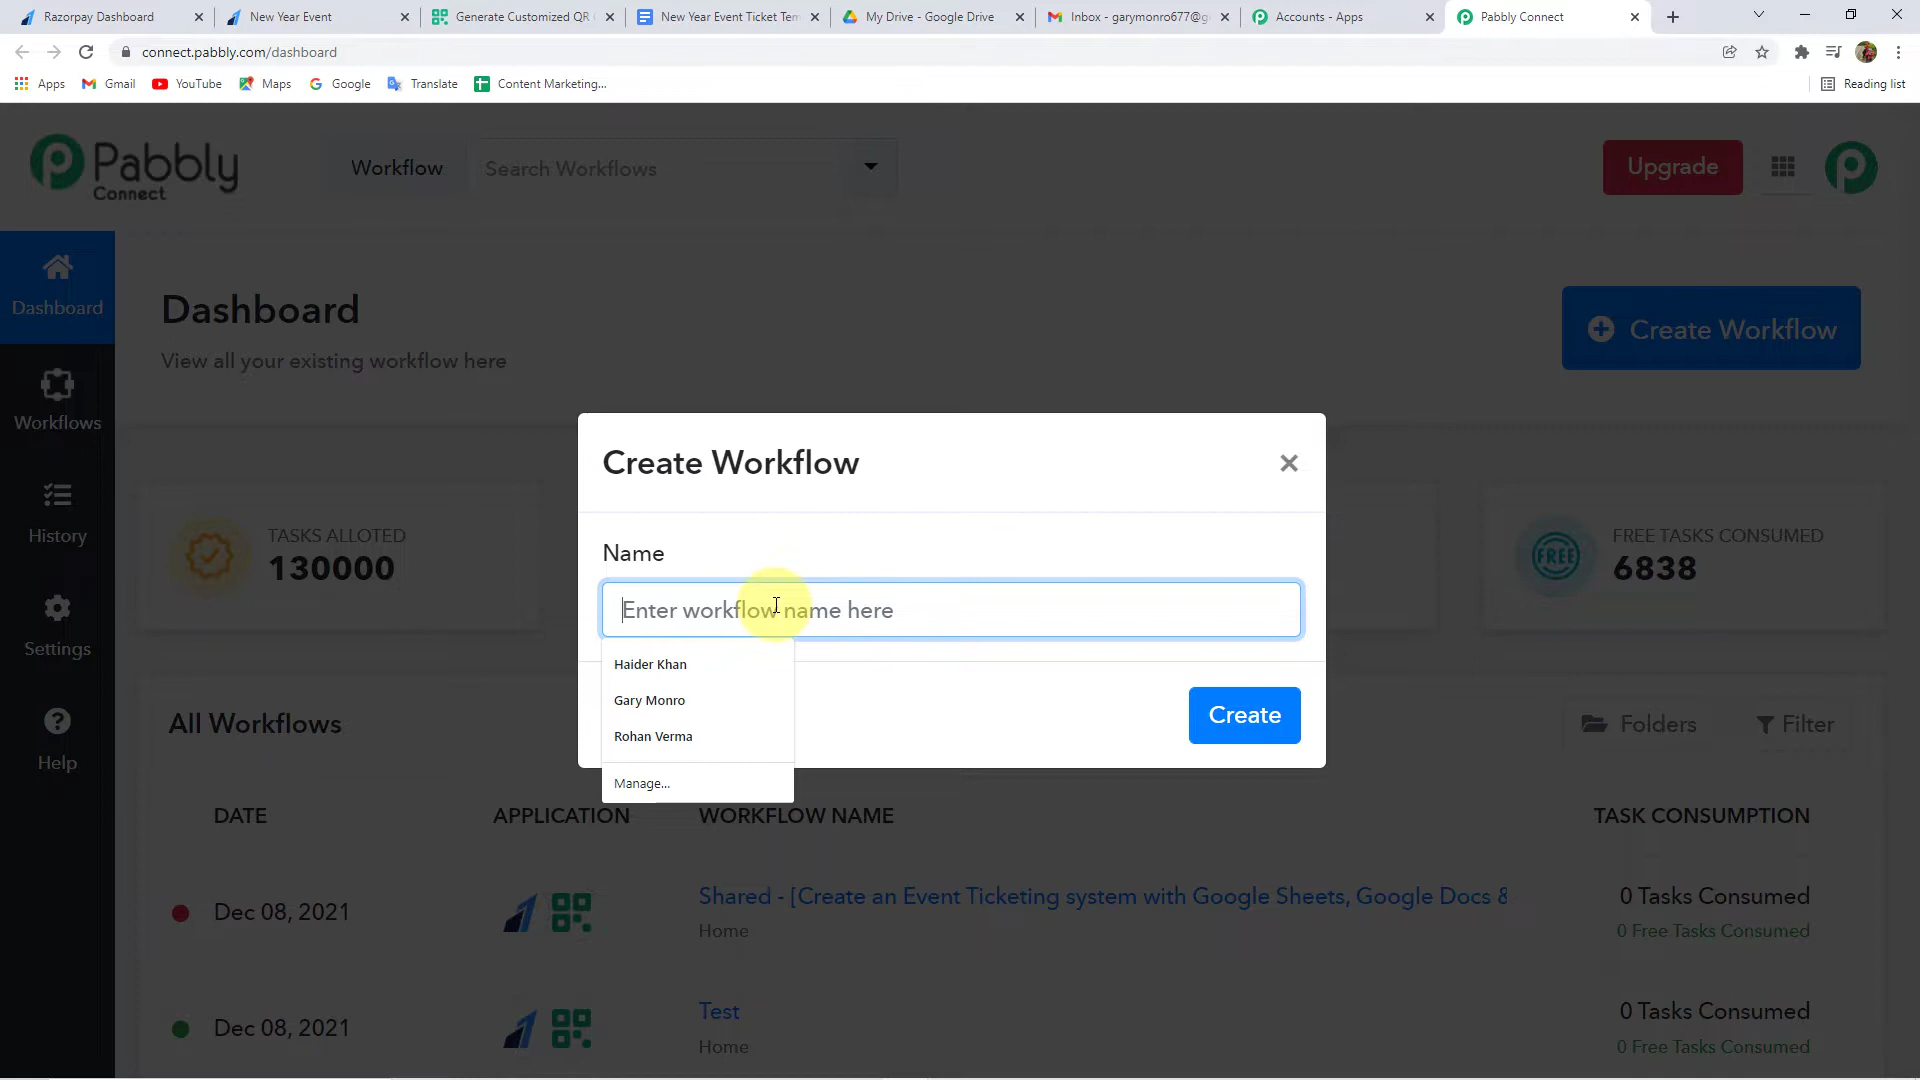 Razorpay Dashboard
New Year Event
Generate Customized QR
New Year Event Ticket Tem
My Drive - Google Drive
Inbox - garymonro677@g
Accounts - Apps
Pabbly Connect
connect.pabbly.com/dashboard
Apps
Gmail
YouTube
Maps
Google
Translate
Content Marketing...
Reading list
Pabbly
Connect
Workflow
Search Workflows
Upgrade
Dashboard
Workflows
History
Settings
Help
Dashboard
View all your existing workflow here
Create Workflow
TASKS ALLOTED
130000
FREE
FREE TASKS CONSUMED
6838
Create Workflow
Name
Enter workflow name here
Haider Khan
Gary Monro
Rohan Verma
Manage...
Create
All Workflows
Folders
Filter
DATE
APPLICATION
WORKFLOW NAME
TASK CONSUMPTION
Dec 08, 2021
Shared - [Create an Event Ticketing system with Google Sheets, Google Docs &
Home
0 Tasks Consumed
0 Free Tasks Consumed
Dec 08, 2021
Test
Home
0 Tasks Consumed
0 Free Tasks Consumed